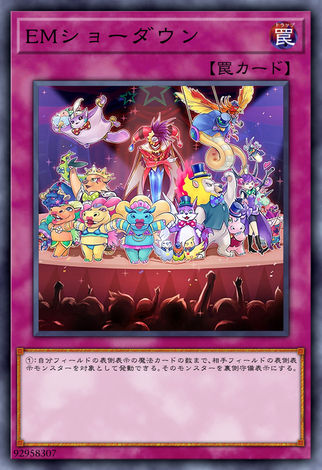 EMショーダウン
トラップ
罠
【罠カード】
①：自分フィールドの表側表示の魔法カードの数まで、相手フィールドの表側表
示モンスターを対象として発動できる。そのモンスターを裏側守備表示にする。
92958307